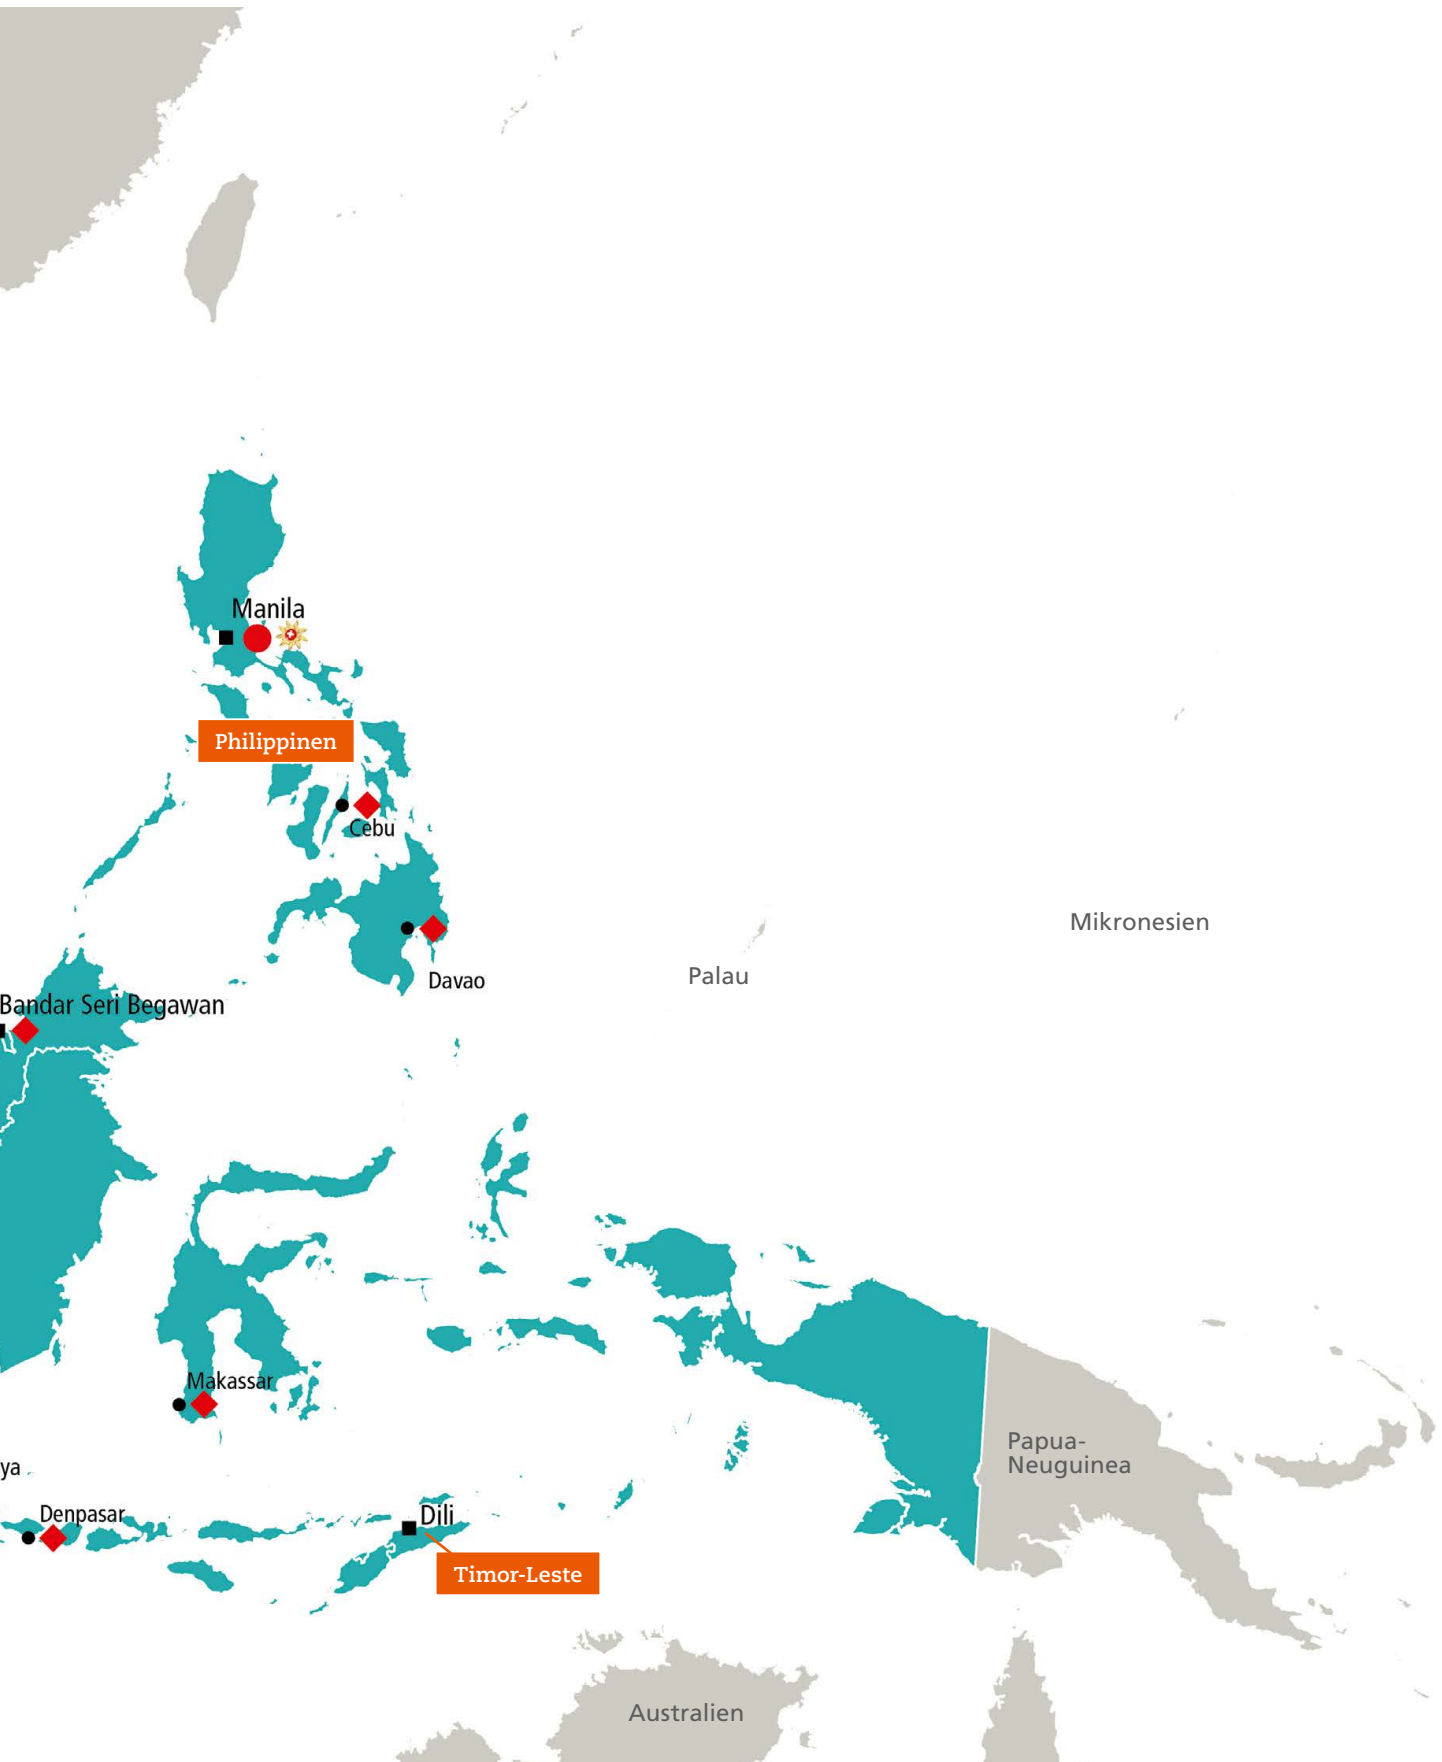 Manila
Philippinen
Cebu
Mikronesien
Palau
Davao
Bandar Seri Begawan
Makassar
Papua-
Neuguinea
ya
Denpasar
Dili
Timor-Leste
Australien